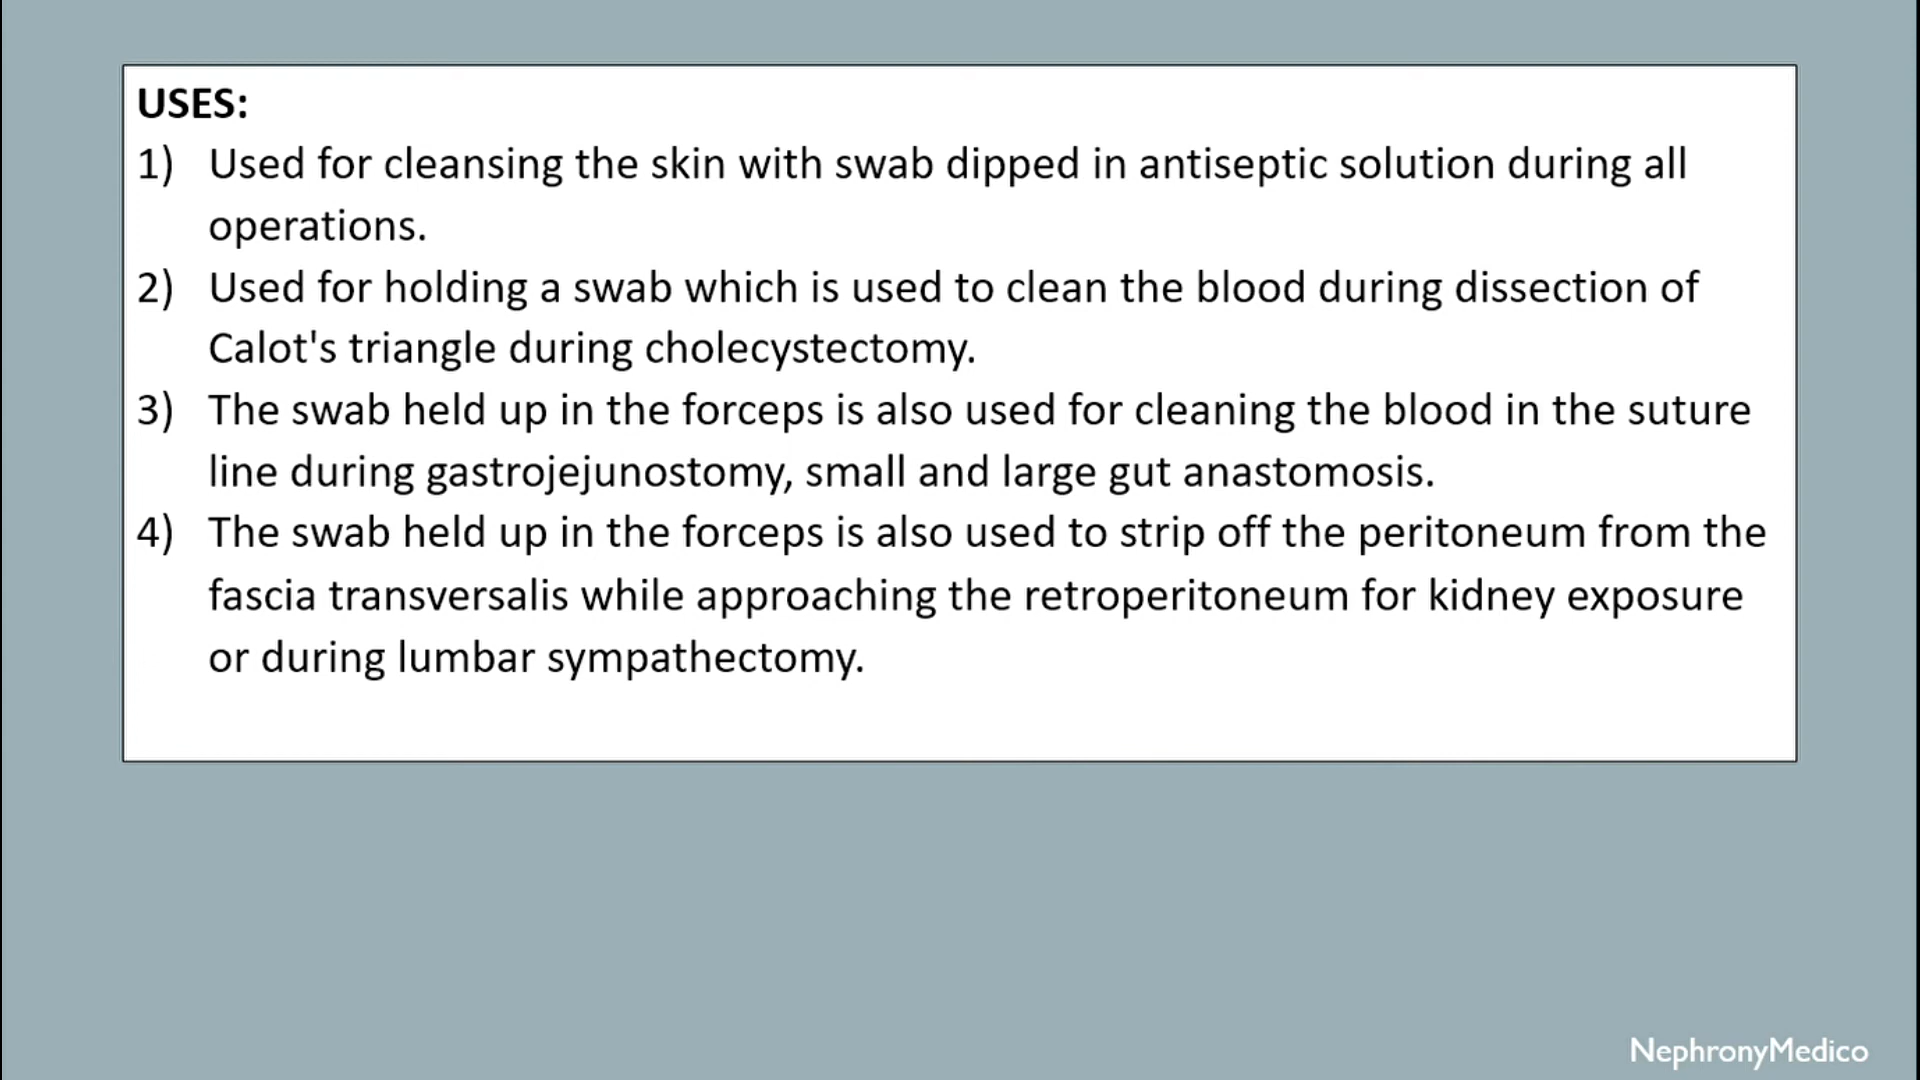 USES:
1) Used for cleansing the skin with swab dipped in antiseptic solution during all
operations.
2) Used for holding a swab which is used to clean the blood during dissection of
Calot's triangle during cholecystectomy.
3) The swab held up in the forceps is also used for cleaning the blood in the suture
line during gastrojejunostomy, small and large gut anastomosis.
4) The swab held up in the forceps is also used to strip off the peritoneum from the
fascia transversalis while approaching the retroperitoneum for kidney exposure
or during lumbar sympathectomy.
NephronyMedico